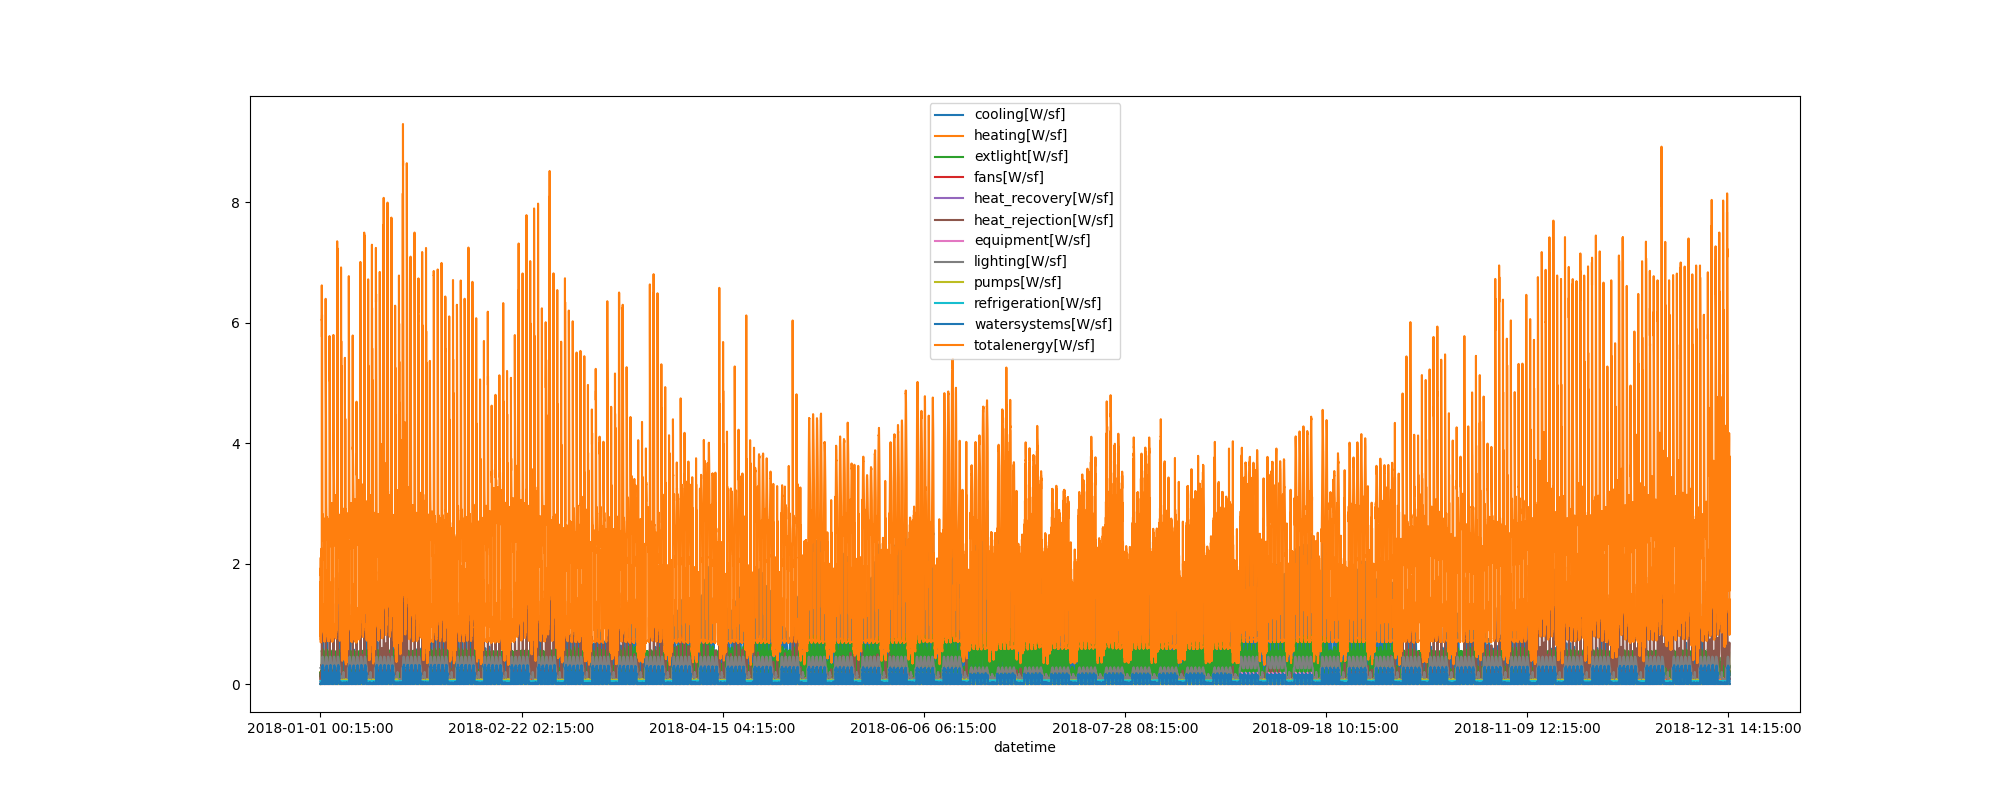 cooling[W/sf]
heating[W/sf]
extlight[W/sf]
fans[W/sf]
heat_recovery[W/sf]
heat_rejection[W/sf]
equipment[W/sf]
lighting[W/sf]
pumps[W/sf]
refrigeration[W/sf]
watersystems[W/sf]
totalenergy[W/sf]
8
6
4
2
0
2018-01-01 00:15:00 2018-02-22 02:15:00 2018-04-15 04:15:00 2018-06-06 06:15:00 2018-07-28 08:15:00 2018-09-18 10:15:00 2018-11-09 12:15:00 2018-12-31 14:15:00
datetime